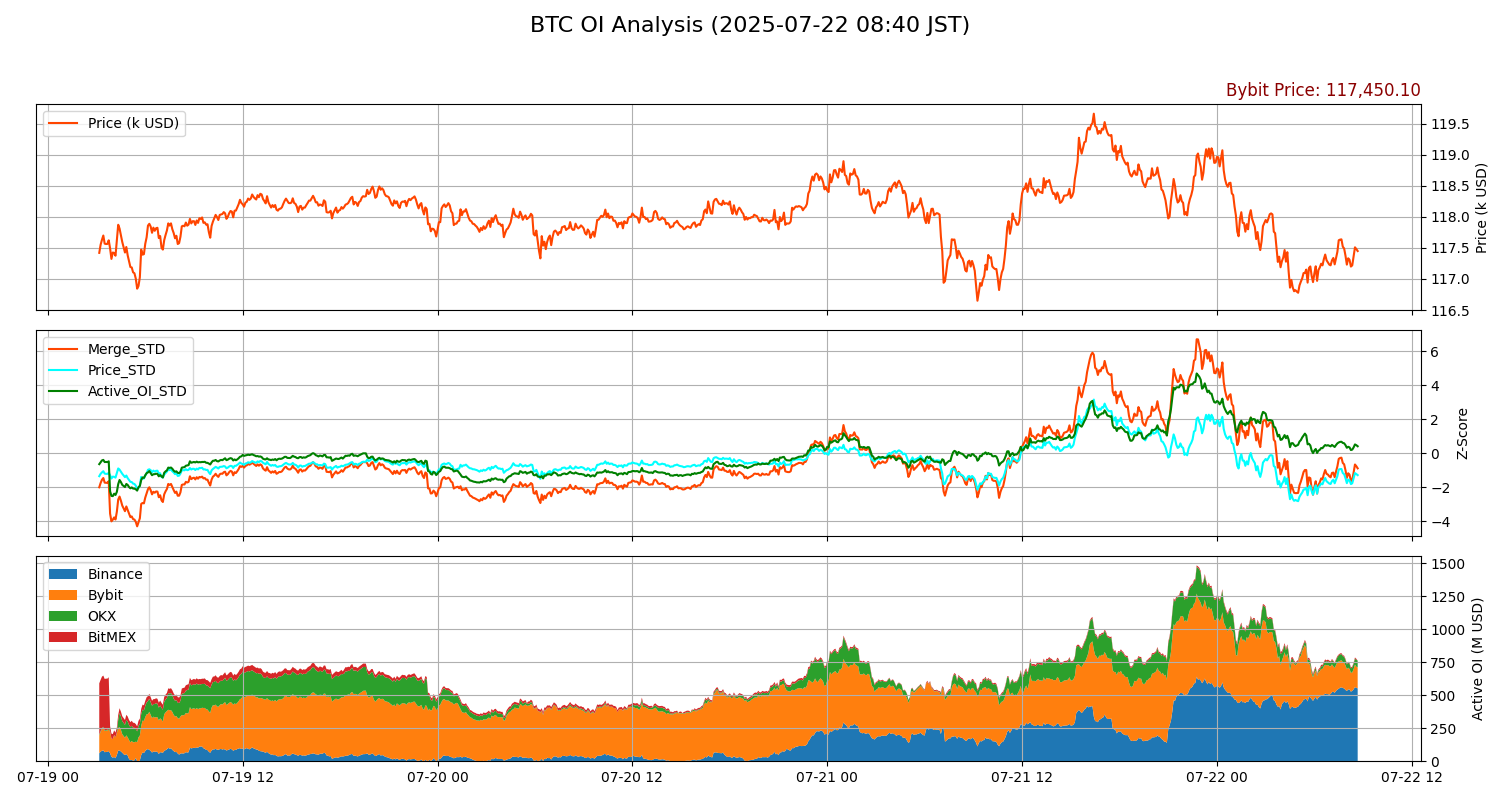 BTC OI Analysis (2025-07-22 08:40 JST)
Bybit Price: 117,450.10
Price (k USD)
119.5
119.0
118.5
118.0
117.5
117.0
116.5
Price (k USD)
Merge_STD
Price_STD
Active_OI_STD
6
4
2
0
−2
−4
Z-Score
Binance
Bybit
OKX
BitMEX
1500
1250
1000
750
500
250
0
Active OI (M USD)
07-19 00
07-19 12
07-20 00
07-20 12
07-21 00
07-21 12
07-22 00
07-22 12